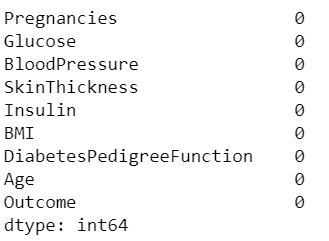 Pregnancies 0
Glucose 0
BloodPressure 0
SkinThickness 0
Insulin 0
BMI 0
DiabetesPedigreeFunction 0
Age 0
Outcome 0
dtype: int64